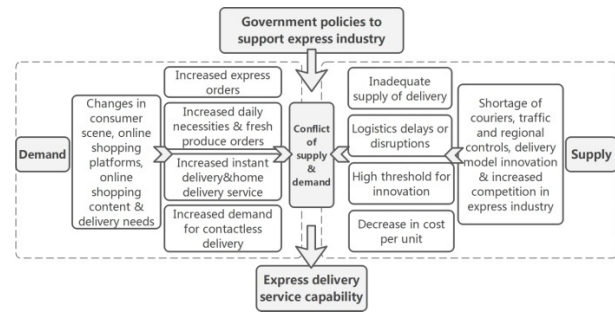 Government policies to
support express industry
Demand
Changes in
consumer
scene, online
shopping
platforms,
online
shopping
content &
delivery needs
Increased express
orders
Increased daily
necessities & fresh
produce orders
Increased instant
delivery&home
delivery service
Increased demand
for contactless
delivery
Conflict
of
supply
&
demand
Inadequate
supply of delivery
Logistics delays or
disruptions
High threshold for
innovation
Decrease in cost
per unit
Shortage of
couriers, traffic
and regional
controls, delivery
model innovation
& increased
competition in
express industry
Supply
Express delivery
service capability